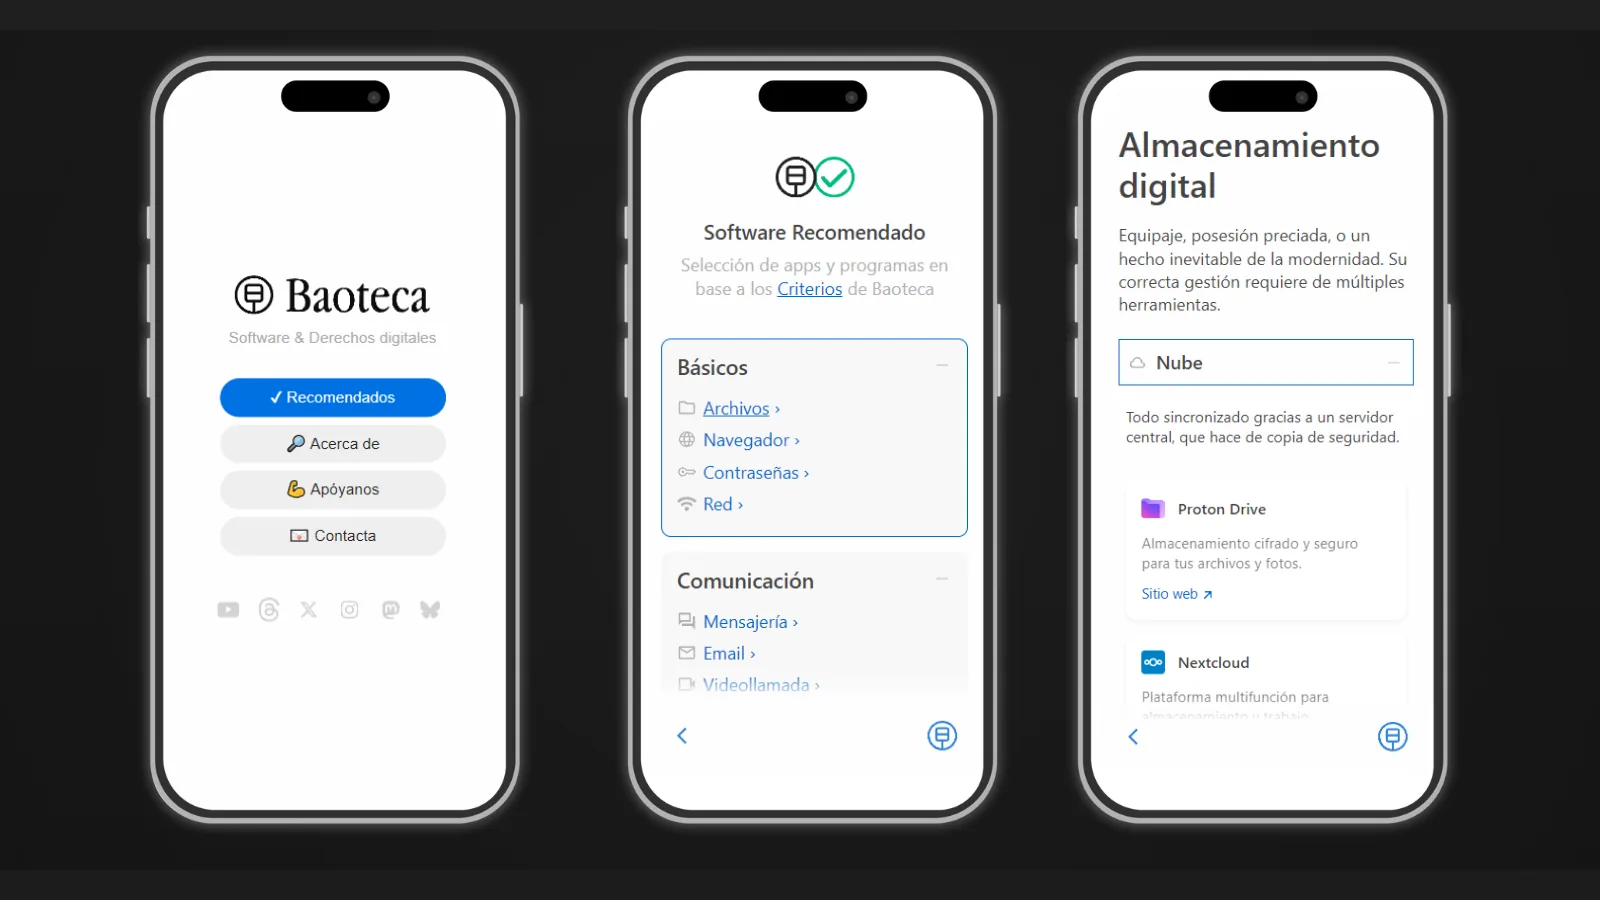 Baoteca
Software & Derechos digitales
✓ Recomendados
🔎 Acerca de
💪 Apóyanos
💌 Contacta
Software Recomendado
Selección de apps y programas en
base a los Criterios de Baoteca
Básicos
Archivos ›
Navegador ›
Contraseñas ›
Red ›
Comunicación
Mensajería ›
Email ›
Videollamada ›
Almacenamiento
digital
Equipaje, posesión preciada, o un
hecho inevitable de la modernidad. Su
correcta gestión requiere de múltiples
herramientas.
Nube
Todo sincronizado gracias a un servidor
central, que hace de copia de seguridad.
Proton Drive
Almacenamiento cifrado y seguro
para tus archivos y fotos.
Sitio web ↗
Nextcloud
Plataforma multifunción para
almacenamiento y trabajo